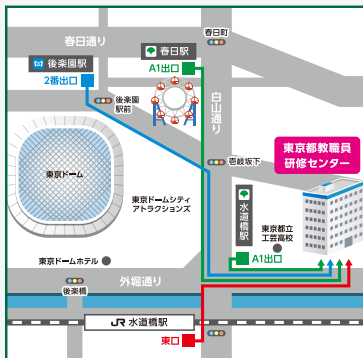 春日町
春日通り
後楽園駅
2番出口
春日駅
A1出口
後楽園
駅前
白山通り
壱岐坂下
東京都教職員
研修センター
東京ドーム
東京ドームシティ
アトラクションズ
水道橋駅
東京都立
工芸高校
A1出口
東京ドームホテル
外堀通り
後楽橋
JR 水道橋駅
東口